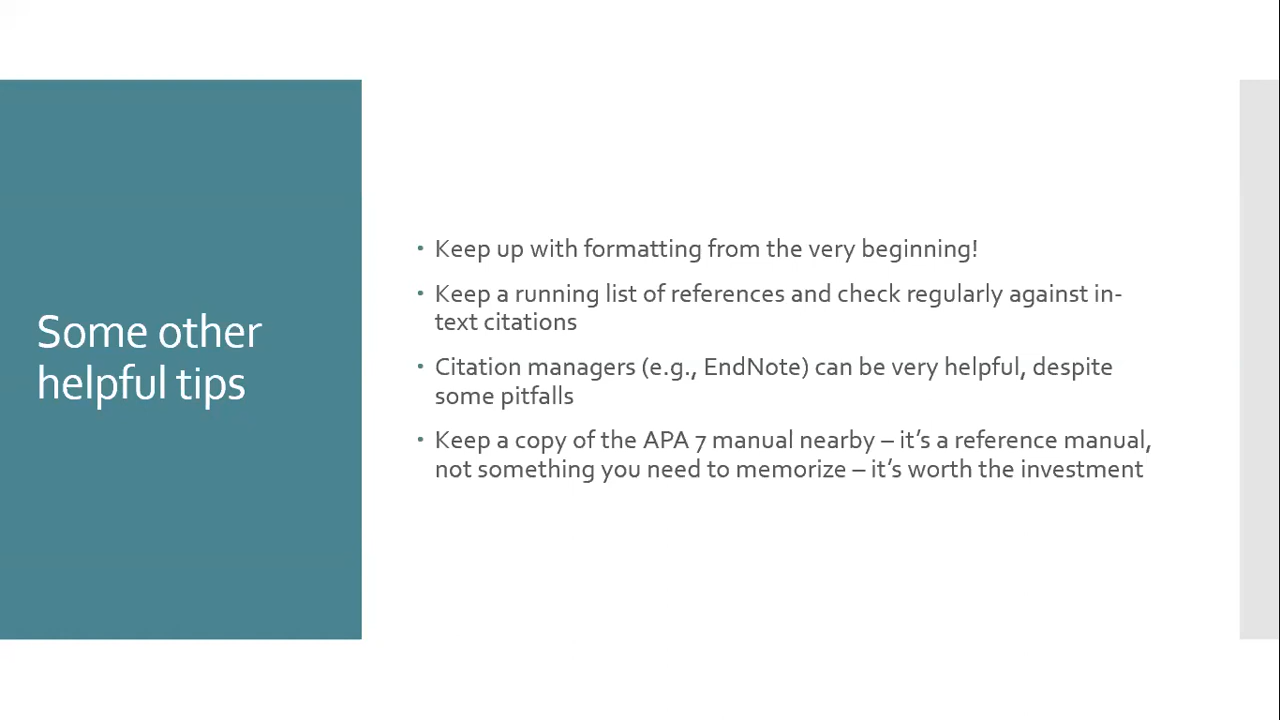 Some other
helpful tips
• Keep up with formatting from the very beginning!
• Keep a running list of references and check regularly against in-
text citations
• Citation managers (e.g., EndNote) can be very helpful, despite
some pitfalls
• Keep a copy of the APA 7 manual nearby – it’s a reference manual,
not something you need to memorize – it’s worth the investment